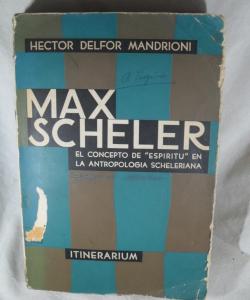 HECTOR DELFOR MANDRIONI
MAX
SCHELER
EL CONCEPTO DE "ESPIRITU" EN
LA ANTROPOLOGIA SCHELERIANA
ITINERARIUM